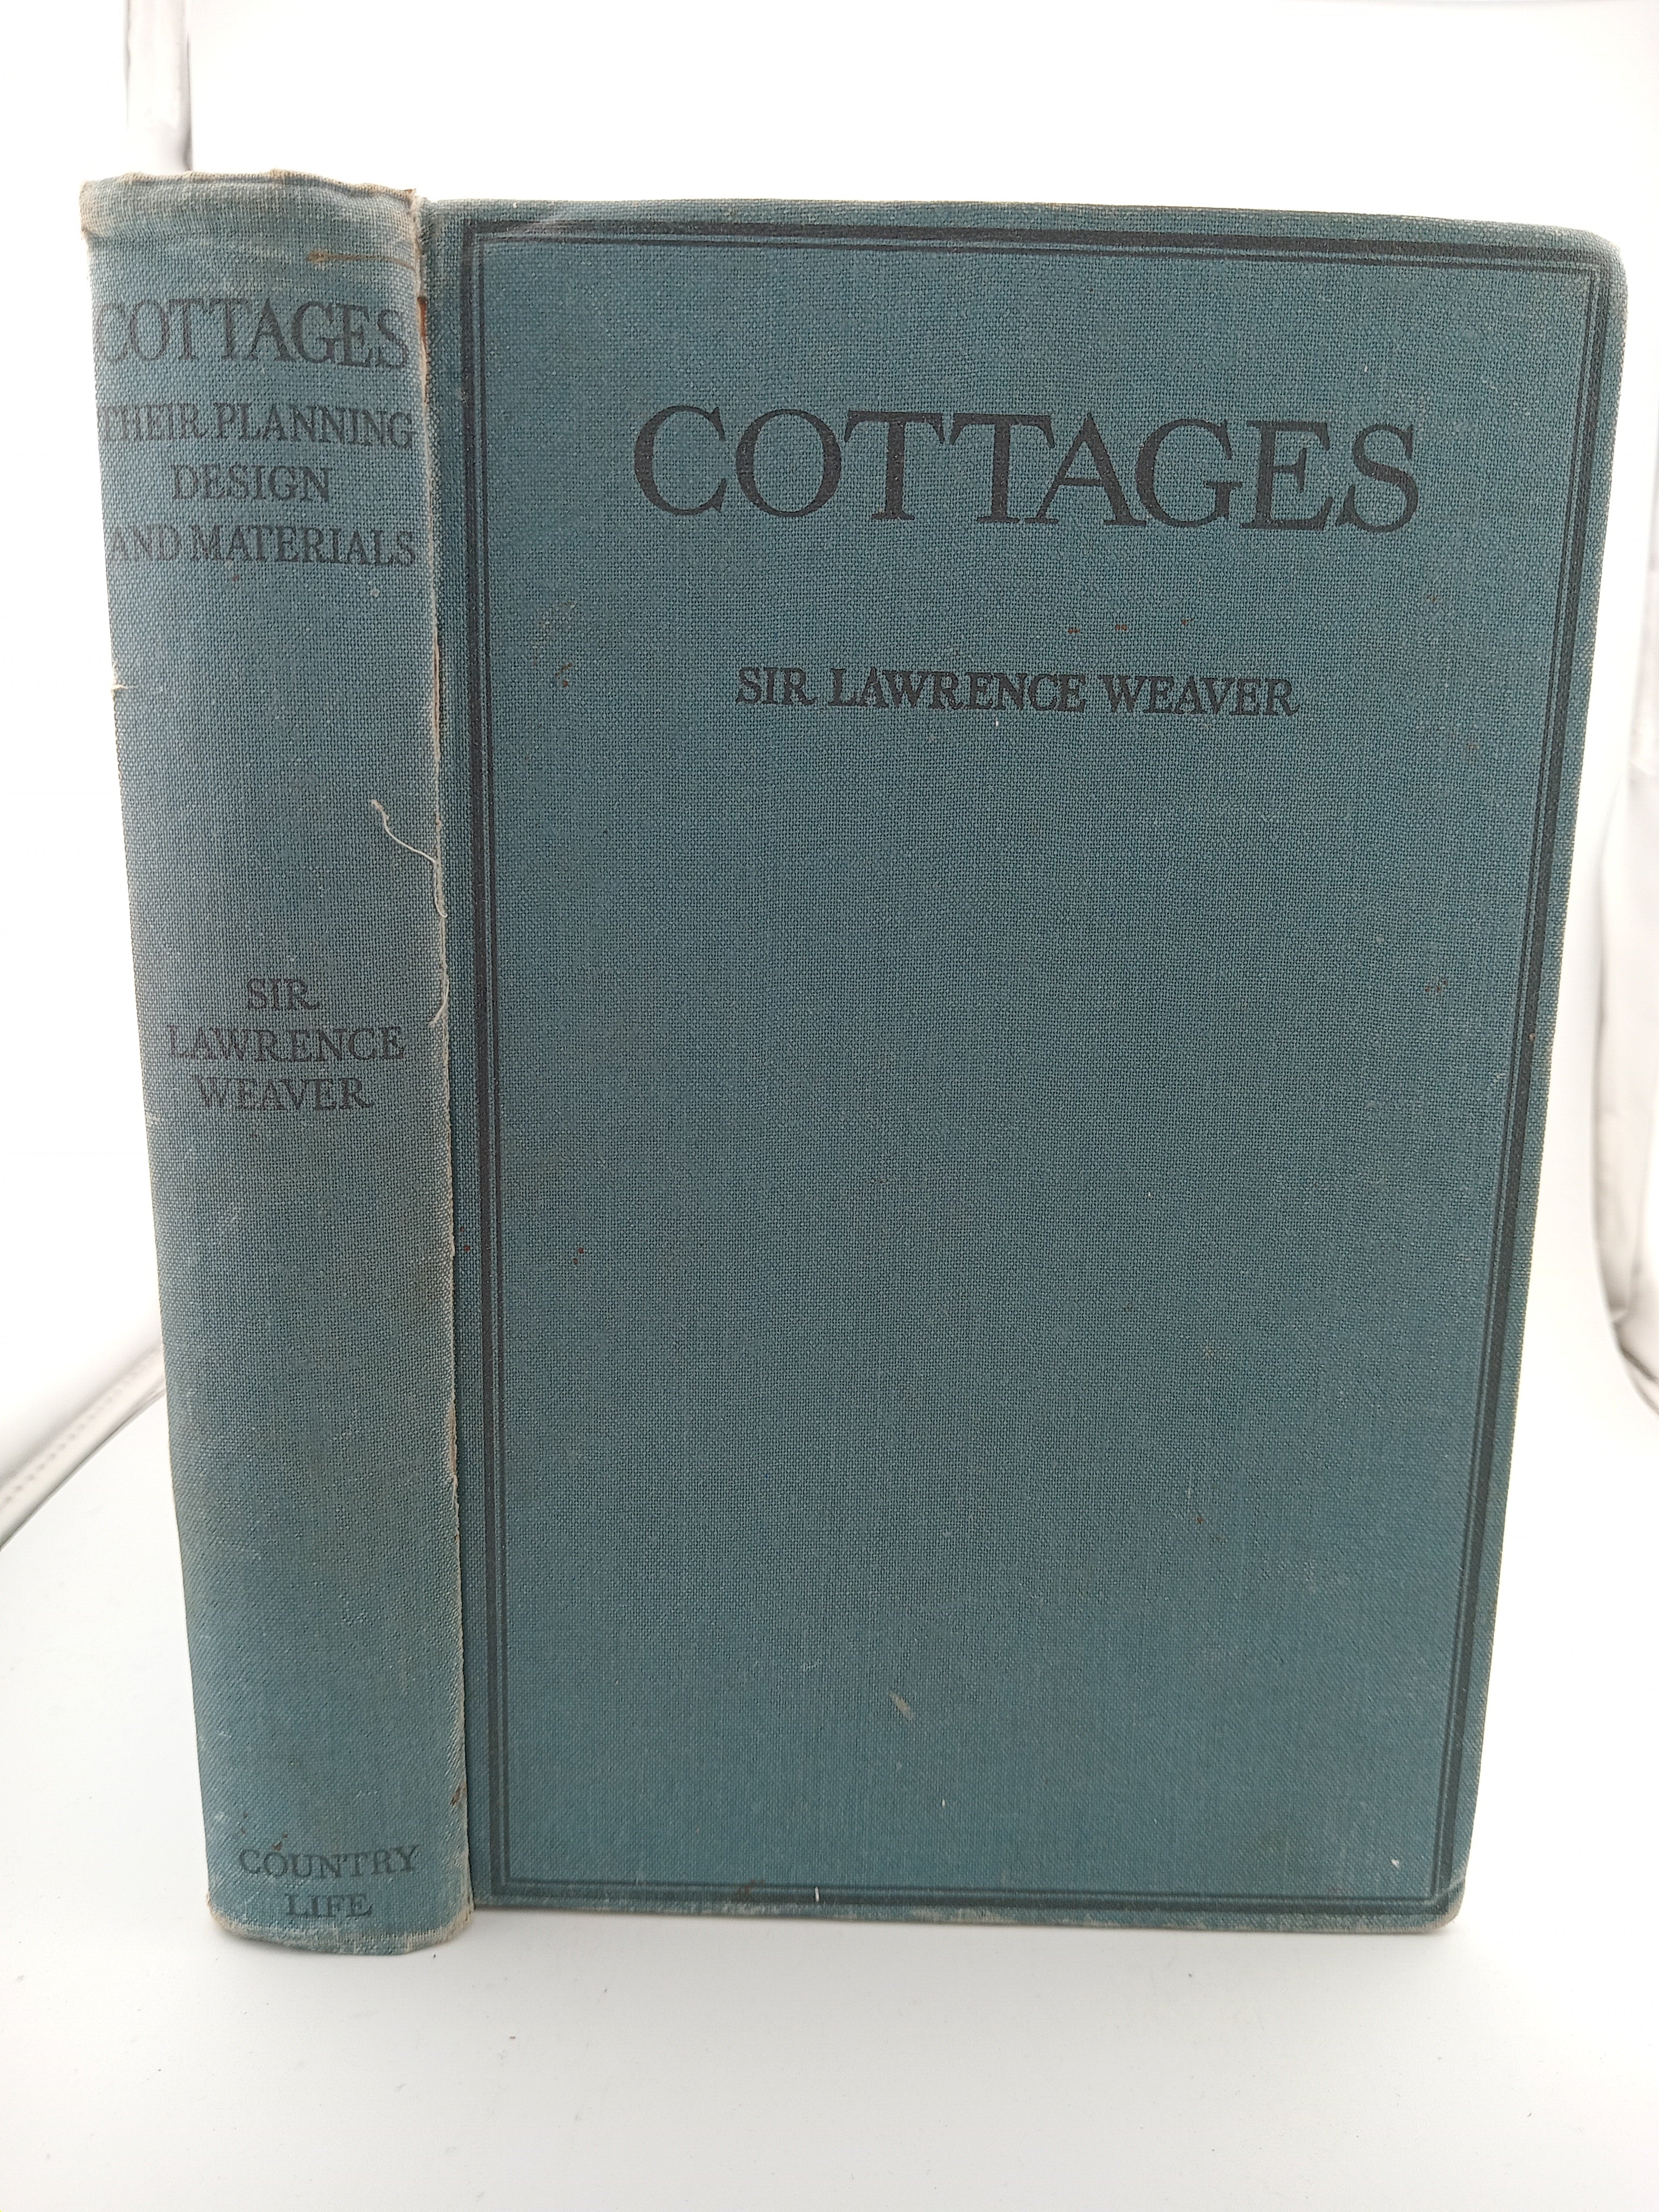 COTTAGES
THEIR PLANNING
DESIGN
AND MATERIALS
SIR
LAWRENCE
WEAVER
COUNTRY
LIFE
COTTAGES
SIR LAWRENCE WEAVER